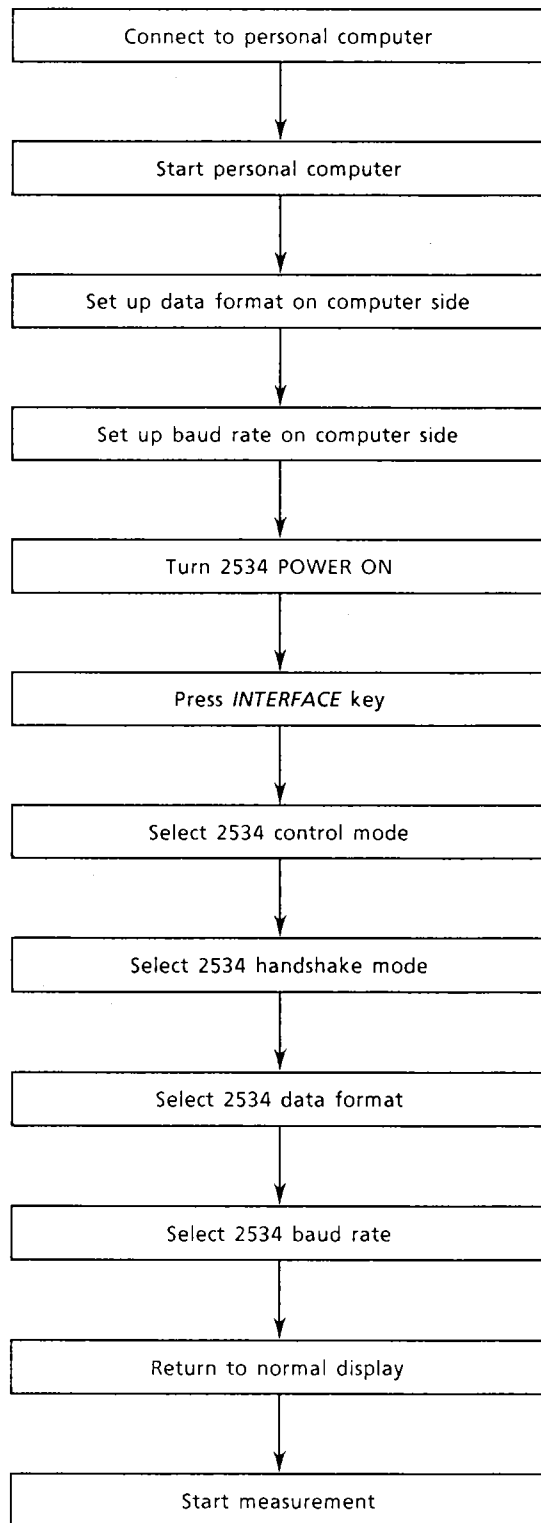 Connect to personal computer
Start personal computer
Set up data format on computer side
Set up baud rate on computer side
Turn 2534 POWER ON
Press INTERFACE key
Select 2534 control mode
Select 2534 handshake mode
Select 2534 data format
Select 2534 baud rate
Return to normal display
Start measurement